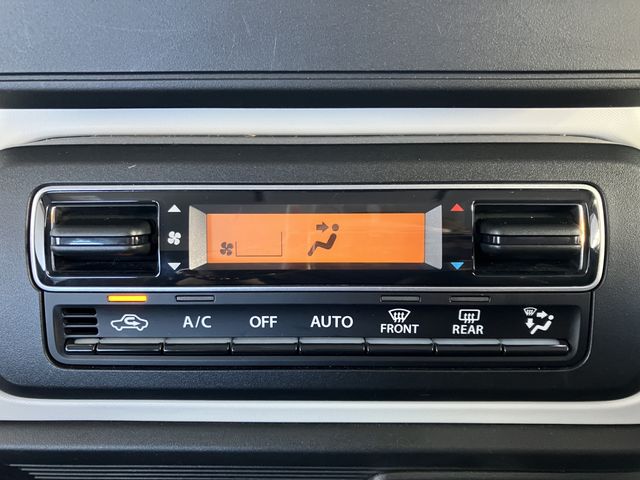 A/C OFF AUTO FRONT REAR